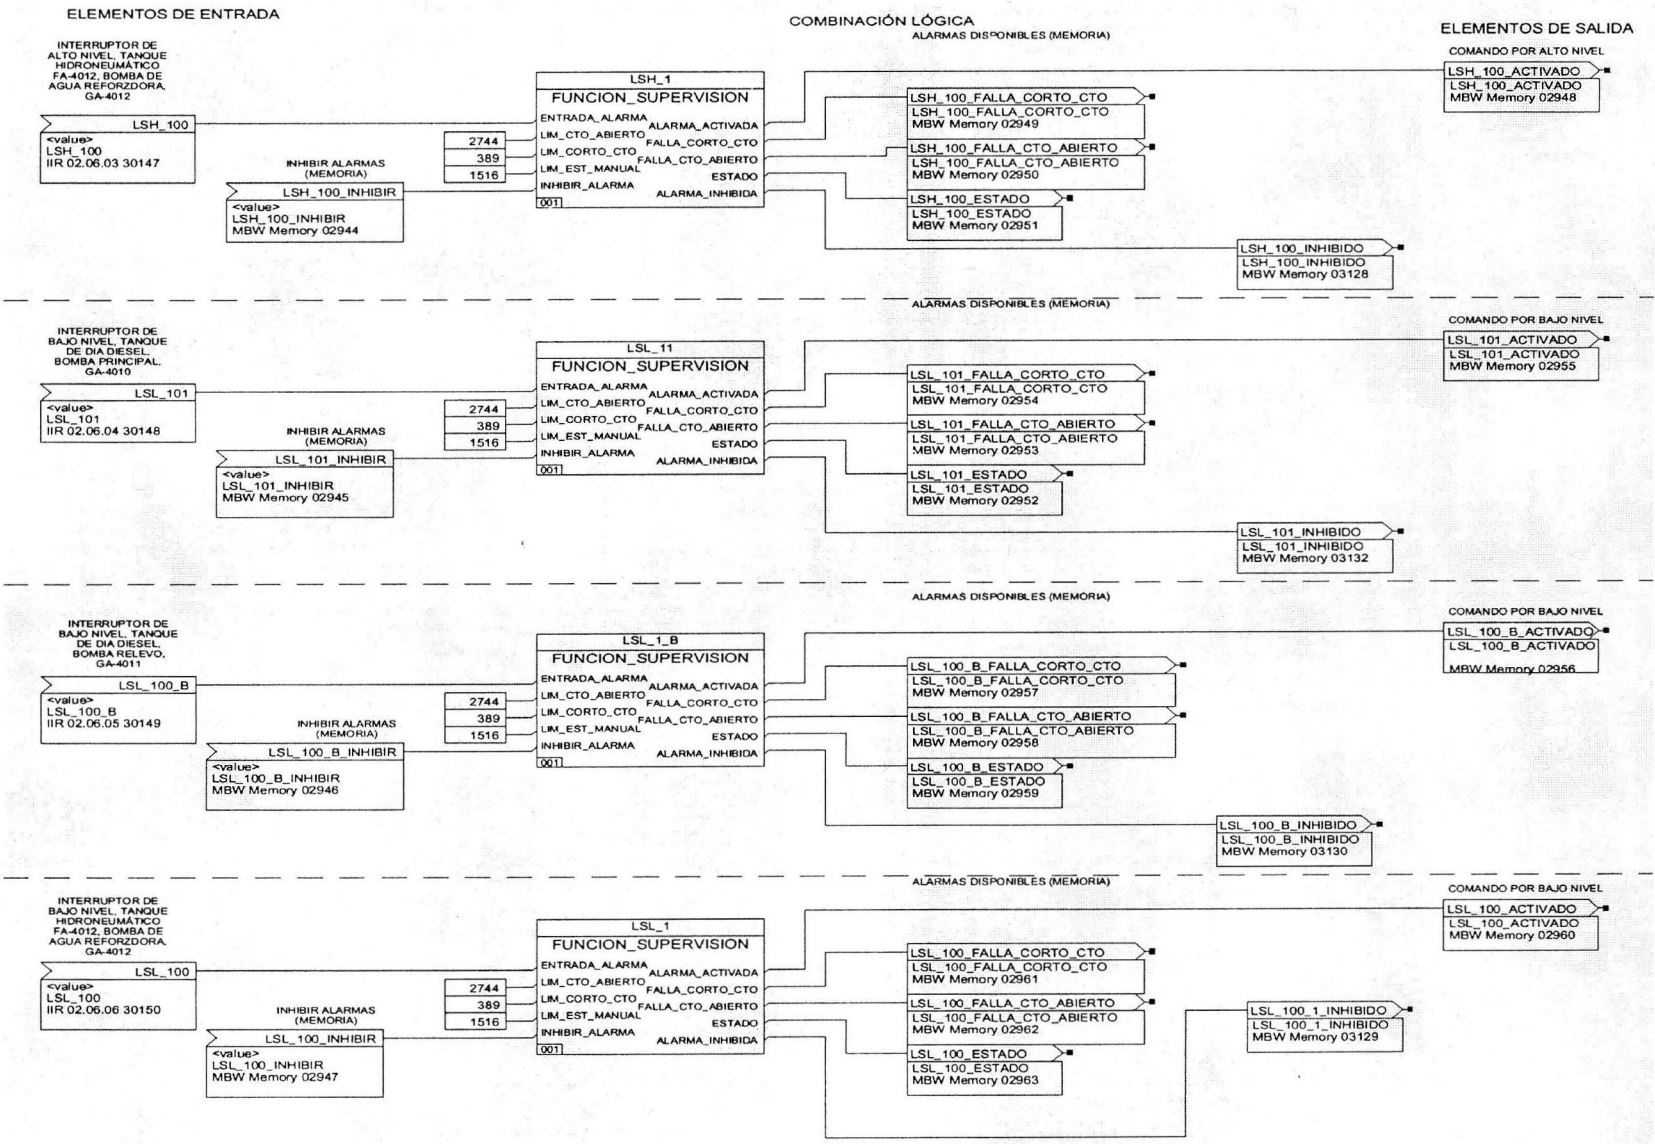 ELEMENTOS DE ENTRADA
COMBINACIÓN LÓGICA
ELEMENTOS DE SALIDA
ALARMAS DISPONIBLES (MEMORIA)
COMANDO POR ALTO NIVEL
INTERRUPTOR DE
ALTO NIVEL, TANQUE
HIDRONEUMÁTICO
FA-4012, BOMBA DE
AGUA REFORZDORA,
GA-4012
LSH_100
<value>
LSH_100
IIR 02.06.03 30147
INHIBIR ALARMAS
(MEMORIA)
LSH_100_INHIBIR
<value>
LSH_100_INHIBIR
MBW Memory 02944
2744
389
1516
LSH_1
FUNCION_SUPERVISION
ENTRADA_ALARMA
LIM_CTO_ABIERTO
LIM_CORTO_CTO
LIM_EST_MANUAL
INHIBIR_ALARMA
001
ALARMA_ACTIVADA
FALLA_CORTO_CTO
FALLA_CTO_ABIERTO
ESTADO
ALARMA_INHIBIDA
LSH_100_FALLA_CORTO_CTO
LSH_100_FALLA_CORTO_CTO
MBW Memory 02949
LSH_100_FALLA_CTO_ABIERTO
LSH_100_FALLA_CTO_ABIERTO
MBW Memory 02950
LSH_100_ESTADO
LSH_100_ESTADO
MBW Memory 02951
LSH_100_INHIBIDO
LSH_100_INHIBIDO
MBW Memory 03128
LSH_100_ACTIVADO
LSH_100_ACTIVADO
MBW Memory 02948
ALARMAS DISPONIBLES (MEMORIA)
COMANDO POR BAJO NIVEL
INTERRUPTOR DE
BAJO NIVEL, TANQUE
DE DIA DIESEL,
BOMBA PRINCIPAL,
GA-4010
LSL_101
<value>
LSL_101
IIR 02.06.04 30148
INHIBIR ALARMAS
(MEMORIA)
LSL_101_INHIBIR
<value>
LSL_101_INHIBIR
MBW Memory 02945
2744
389
1516
LSL_11
FUNCION_SUPERVISION
ENTRADA_ALARMA
LIM_CTO_ABIERTO
LIM_CORTO_CTO
LIM_EST_MANUAL
INHIBIR_ALARMA
001
ALARMA_ACTIVADA
FALLA_CORTO_CTO
FALLA_CTO_ABIERTO
ESTADO
ALARMA_INHIBIDA
LSL_101_FALLA_CORTO_CTO
LSL_101_FALLA_CORTO_CTO
MBW Memory 02954
LSL_101_FALLA_CTO_ABIERTO
LSL_101_FALLA_CTO_ABIERTO
MBW Memory 02953
LSL_101_ESTADO
LSL_101_ESTADO
MBW Memory 02952
LSL_101_INHIBIDO
LSL_101_INHIBIDO
MBW Memory 03132
LSL_101_ACTIVADO
LSL_101_ACTIVADO
MBW Memory 02955
ALARMAS DISPONIBLES (MEMORIA)
COMANDO POR BAJO NIVEL
INTERRUPTOR DE
BAJO NIVEL, TANQUE
DE DIA DIESEL,
BOMBA RELEVO,
GA-4011
LSL_100_B
<value>
LSL_100_B
IIR 02.06.05 30149
INHIBIR ALARMAS
(MEMORIA)
LSL_100_B_INHIBIR
<value>
LSL_100_B_INHIBIR
MBW Memory 02946
2744
389
1516
LSL_1_B
FUNCION_SUPERVISION
ENTRADA_ALARMA
LIM_CTO_ABIERTO
LIM_CORTO_CTO
LIM_EST_MANUAL
INHIBIR_ALARMA
001
ALARMA_ACTIVADA
FALLA_CORTO_CTO
FALLA_CTO_ABIERTO
ESTADO
ALARMA_INHIBIDA
LSL_100_B_FALLA_CORTO_CTO
LSL_100_B_FALLA_CORTO_CTO
MBW Memory 02957
LSL_100_B_FALLA_CTO_ABIERTO
LSL_100_B_FALLA_CTO_ABIERTO
MBW Memory 02958
LSL_100_B_ESTADO
LSL_100_B_ESTADO
MBW Memory 02959
LSL_100_B_INHIBIDO
LSL_100_B_INHIBIDO
MBW Memory 03130
LSL_100_B_ACTIVADO
LSL_100_B_ACTIVADO
MBW Memory 02956
ALARMAS DISPONIBLES (MEMORIA)
COMANDO POR BAJO NIVEL
INTERRUPTOR DE
BAJO NIVEL, TANQUE
HIDRONEUMÁTICO
FA-4012, BOMBA DE
AGUA REFORZDORA,
GA-4012
LSL_100
<value>
LSL_100
IIR 02.06.06 30150
INHIBIR ALARMAS
(MEMORIA)
LSL_100_INHIBIR
<value>
LSL_100_INHIBIR
MBW Memory 02947
2744
389
1516
LSL_1
FUNCION_SUPERVISION
ENTRADA_ALARMA
LIM_CTO_ABIERTO
LIM_CORTO_CTO
LIM_EST_MANUAL
INHIBIR_ALARMA
001
ALARMA_ACTIVADA
FALLA_CORTO_CTO
FALLA_CTO_ABIERTO
ESTADO
ALARMA_INHIBIDA
LSL_100_FALLA_CORTO_CTO
LSL_100_FALLA_CORTO_CTO
MBW Memory 02961
LSL_100_FALLA_CTO_ABIERTO
LSL_100_FALLA_CTO_ABIERTO
MBW Memory 02962
LSL_100_ESTADO
LSL_100_ESTADO
MBW Memory 02963
LSL_100_1_INHIBIDO
LSL_100_1_INHIBIDO
MBW Memory 03129
LSL_100_ACTIVADO
LSL_100_ACTIVADO
MBW Memory 02960